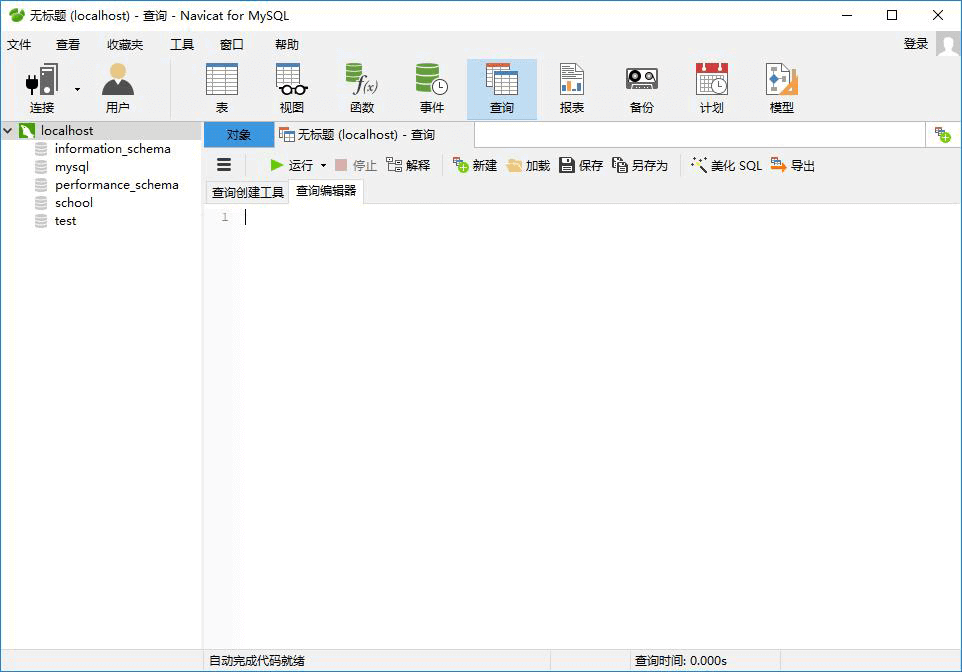 无标题 (localhost) - 查询 - Navicat for MySQL
文件 查看 收藏夹 工具 窗口 帮助 登录
连接 用户 表 视图 函数 事件 查询 报表 备份 计划 模型
localhost
information_schema
mysql
performance_schema
school
test
对象 无标题 (localhost) - 查询
运行 停止 解释 新建 加载 保存 另存为 美化 SQL 导出
查询创建工具 查询编辑器
1
自动完成代码就绪 查询时间: 0.000s